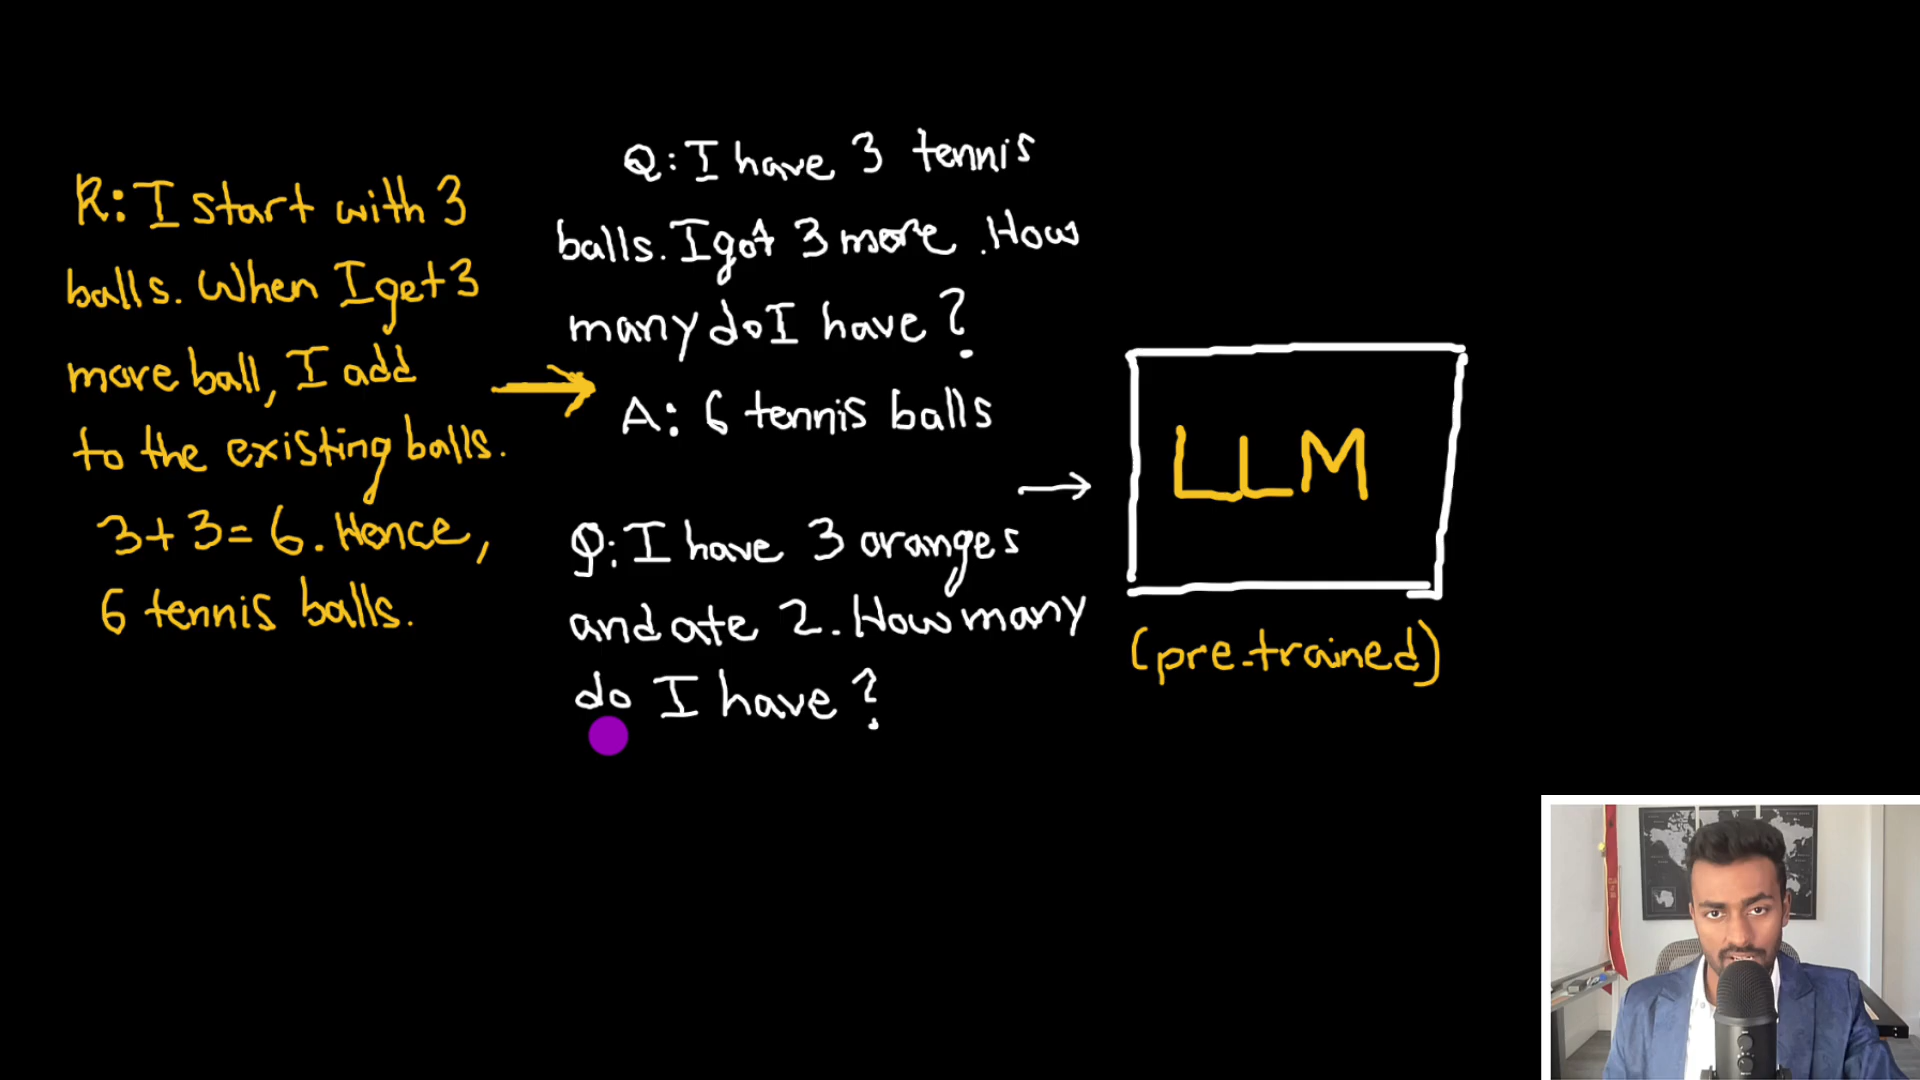 R: I start with 3
balls. When I get 3
more ball, I add
to the existing balls.
3+3=6. Hence,
6 tennis balls.
Q: I have 3 tennis
balls. I got 3 more. How
many do I have?
A: 6 tennis balls
Q: I have 3 oranges
and ate 2. How many
do I have?
LLM
(pre-trained)